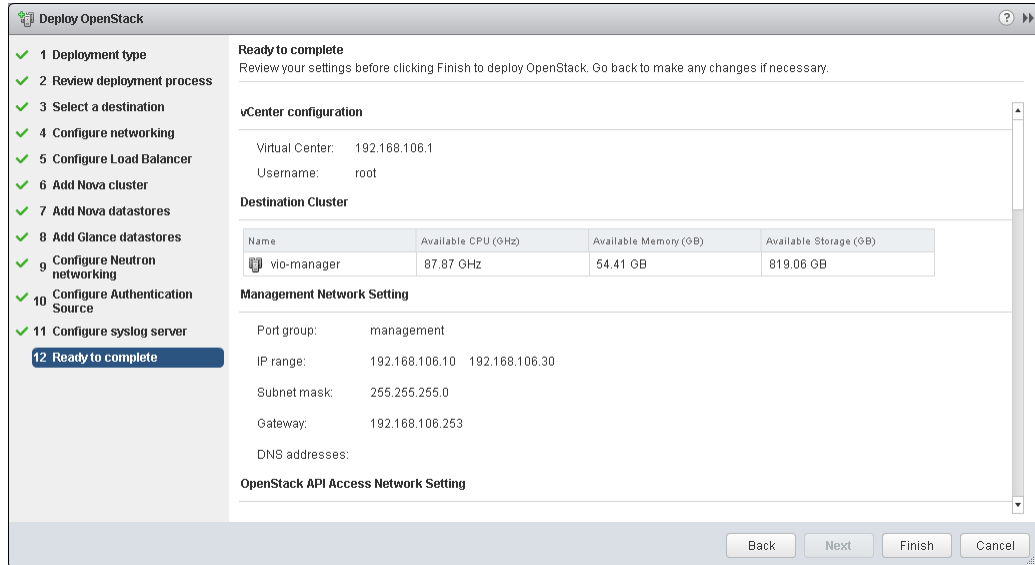 Deploy OpenStack
?
1 Deployment type
2 Review deployment process
3 Select a destination
4 Configure networking
5 Configure Load Balancer
6 Add Nova cluster
7 Add Nova datastores
8 Add Glance datastores
9 Configure Neutron
networking
10 Configure Authentication
Source
11 Configure syslog server
12 Ready to complete
Ready to complete
Review your settings before clicking Finish to deploy OpenStack. Go back to make any changes if necessary.
vCenter configuration
Virtual Center: 192.168.106.1
Username: root
Destination Cluster
Name Available CPU (GHz) Available Memory (GB) Available Storage (GB)
vio-manager 87.87 GHz 54.41 GB 819.06 GB
Management Network Setting
Port group: management
IP range: 192.168.106.10 192.168.106.30
Subnet mask: 255.255.255.0
Gateway: 192.168.106.253
DNS addresses:
OpenStack API Access Network Setting
Back Next Finish Cancel